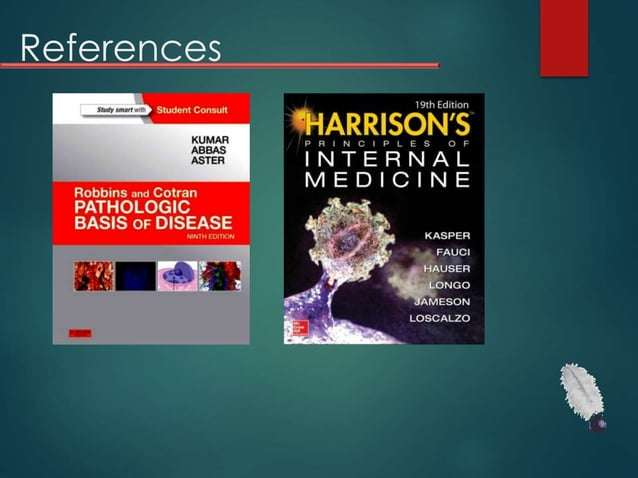 References
Study smart with
Student Consult
KUMAR
ABBAS
ASTER
Robbins and Cotran
PATHOLOGIC
BASIS OF DISEASE
NINTH EDITION
19th Edition
HARRISON'S
PRINCIPLES OF
INTERNAL
MEDICINE
KASPER
FAUCI
HAUSER
LONGO
JAMESON
LOSCALZO